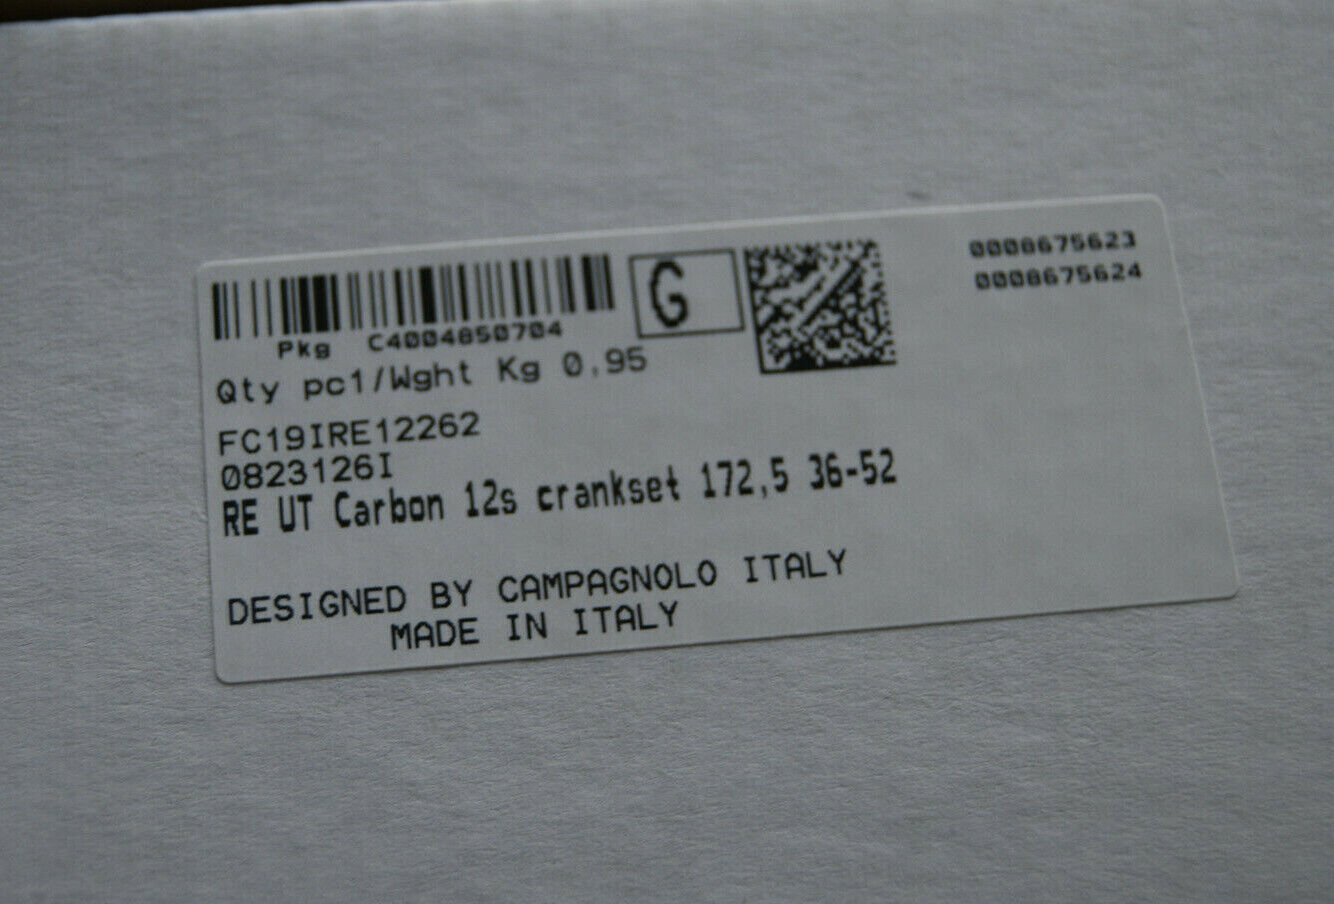 G
0008675623
0008675624
Pkg C4004850704
Qty pc1/Wght Kg 0,95
FC19IRE12262
0823126I
RE UT Carbon 12s crankset 172,5 36-52
DESIGNED BY CAMPAGNOLO ITALY
MADE IN ITALY